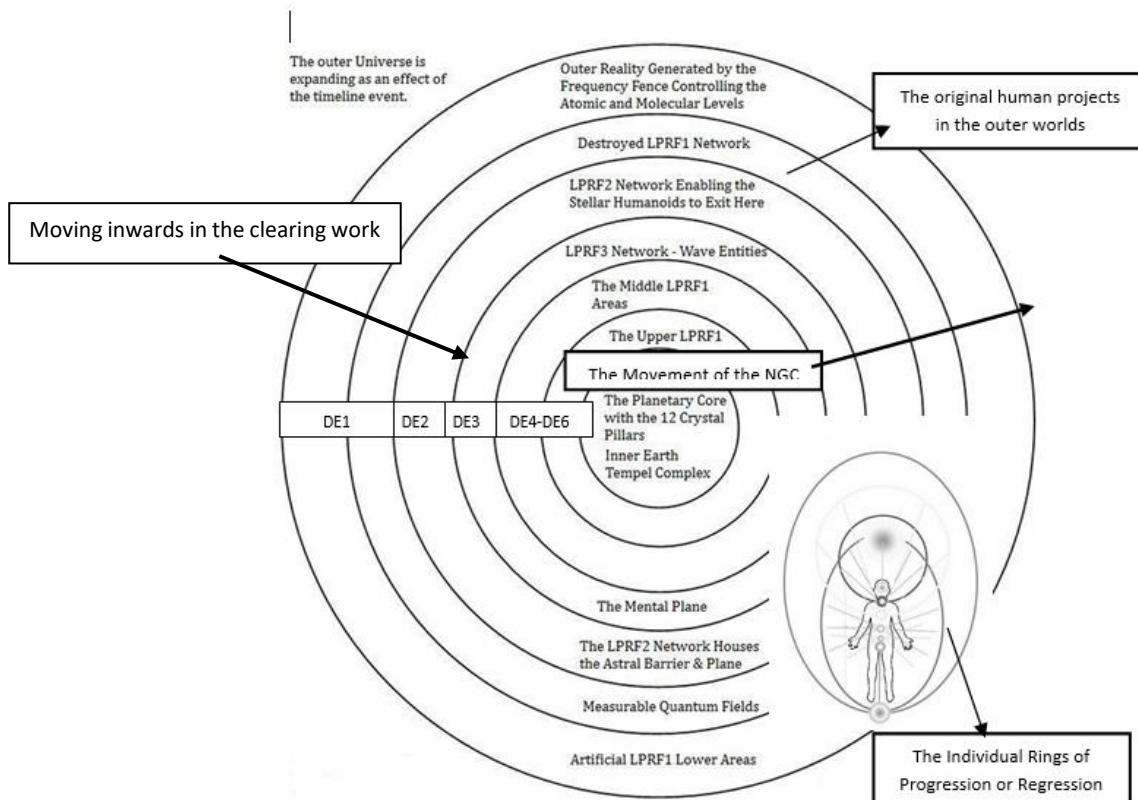 The outer Universe is
expanding as an effect of
the timeline event.
Outer Reality Generated by the
Frequency Fence Controlling the
Atomic and Molecular Levels
The original human projects
in the outer worlds
Destroyed LPRF1 Network
LPRF2 Network Enabling the
Stellar Humanoids to Exit Here
Moving inwards in the clearing work
LPRF3 Network - Wave Entities
The Middle LPRF1
Areas
The Upper LPRF1
The Movement of the NGC
DE1
DE2
DE3
DE4-DE6
The Planetary Core
with the 12 Crystal
Pillars
Inner Earth
Tempel Complex
The Mental Plane
The LPRF2 Network Houses
the Astral Barrier & Plane
Measurable Quantum Fields
Artificial LPRF1 Lower Areas
The Individual Rings of
Progression or Regression